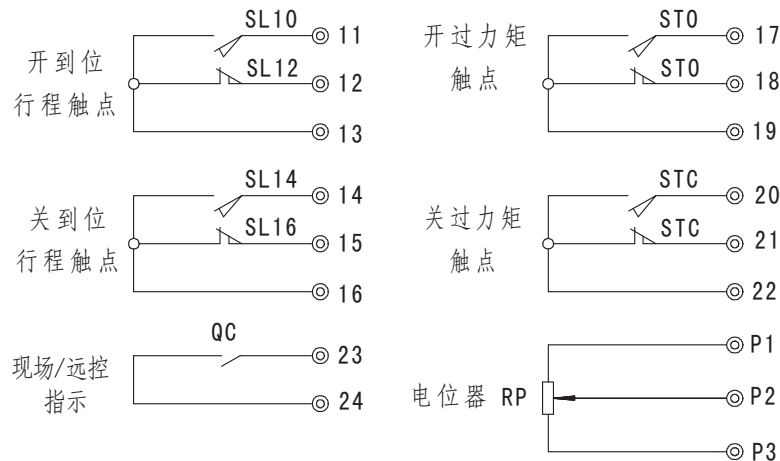 开到位
行程触点
SL10
11
SL12
12
13
开过力矩
触点
STO
17
STO
18
19
关到位
行程触点
SL14
14
SL16
15
16
关过力矩
触点
STC
20
STC
21
22
现场/远控
指示
QC
23
24
电位器 RP
P1
P2
P3